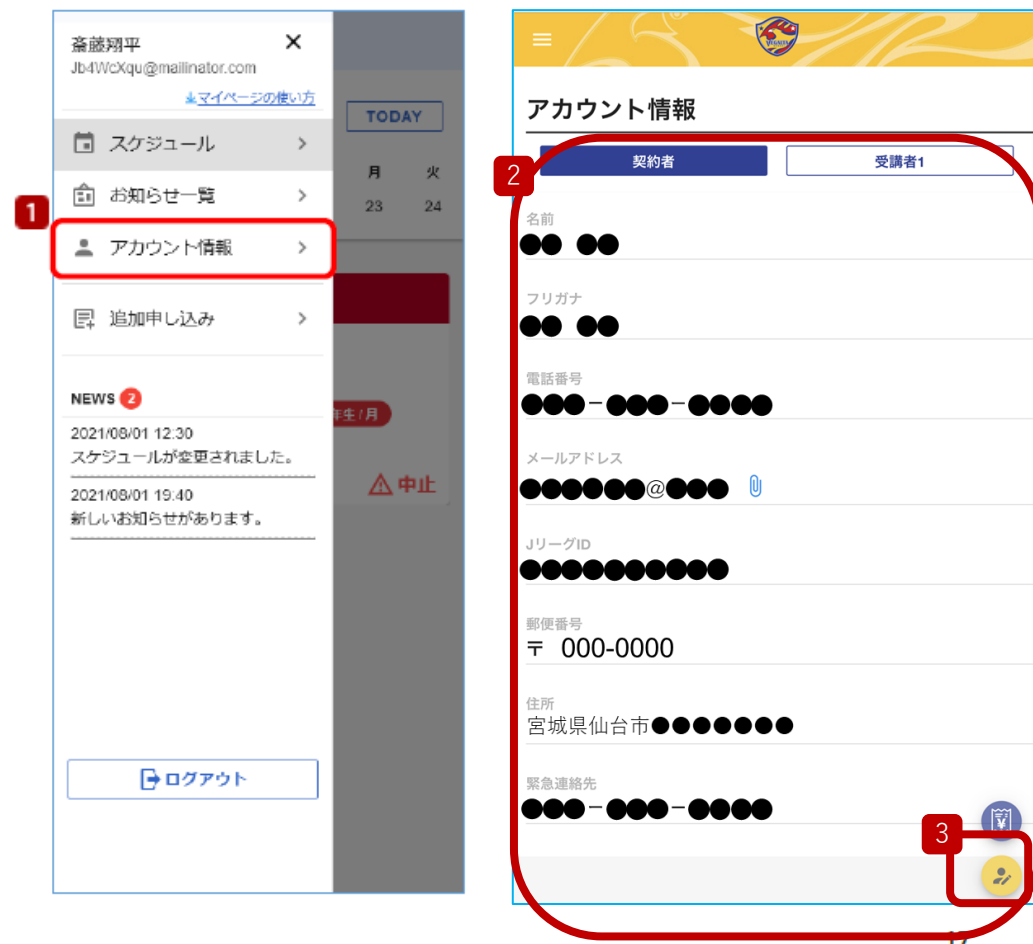 斎藤翔平
Jb4WcXqu@mailinator.com
マイページの使い方
スケジュール
お知らせ一覧
1
アカウント情報
追加申し込み
NEWS 2
2021/08/01 12:30
スケジュールが変更されました。
2021/08/01 19:40
新しいお知らせがあります。
ログアウト
TODAY
月 火
23 24
年生/月
中止
VEGALTA
アカウント情報
2
契約者 受講者1
名前
●● ●●
フリガナ
●● ●●
電話番号
●●●-●●●-●●●●
メールアドレス
●●●●●●@●●●
JリーグID
●●●●●●●●●●
郵便番号
〒 000-0000
住所
宮城県仙台市●●●●●●●
緊急連絡先
●●●-●●●-●●●●
¥
3
17